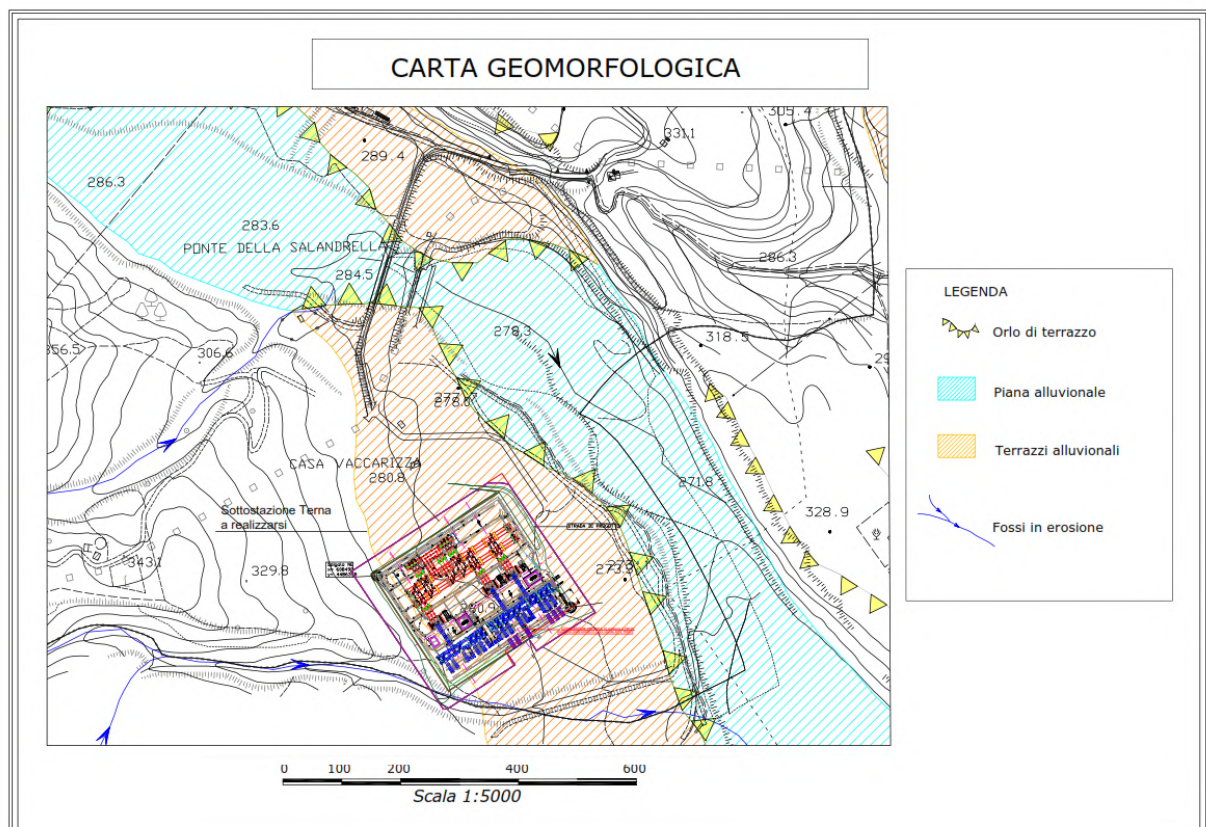 CARTA GEOMORFOLOGICA
305.4
331.1
289.4
286.3
283.6
PONTE DELLA SALANDRELLA
286.3
284.5
278.3
318.5
356.5
306.6
CASA VACCARIZZA
280.8
271.8
Sottostazione Terna
a realizzarsi
328.9
343.1
329.8
273.3
280.9
LEGENDA
Orlo di terrazzo
Piana alluvionale
Terrazzi alluvionali
Fossi in erosione
0 100 200 400 600
Scala 1:5000